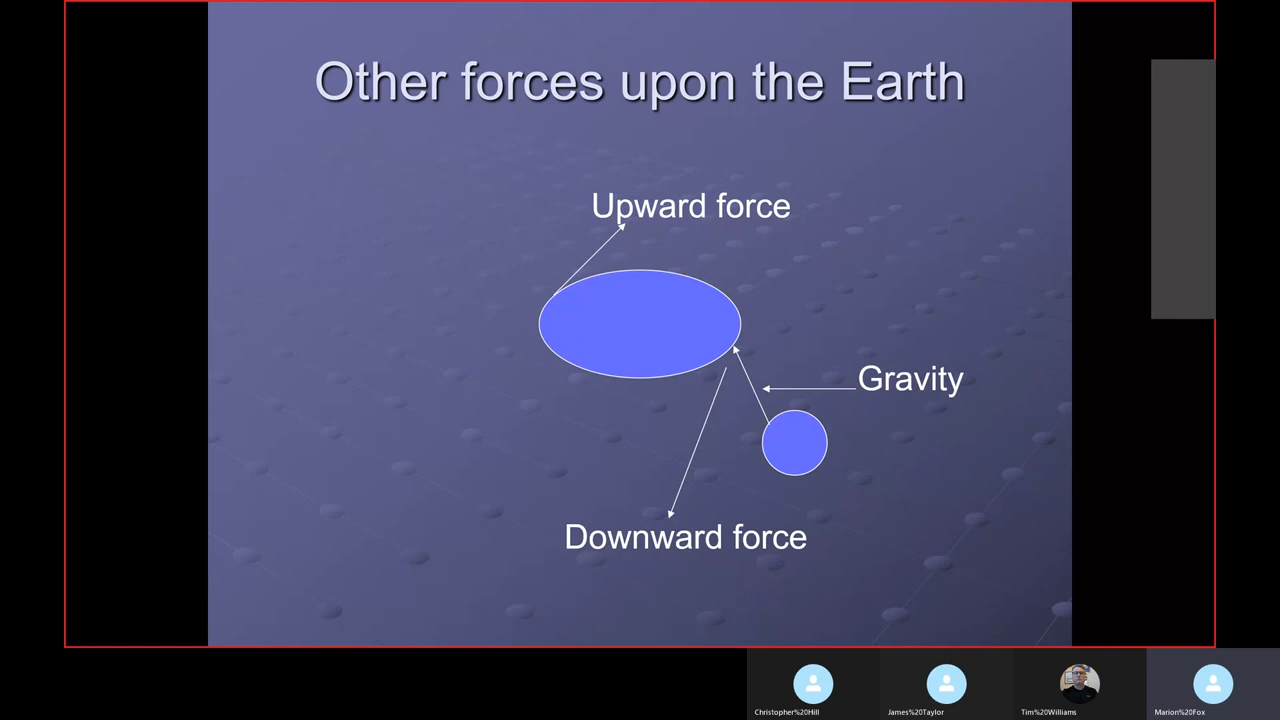 Other forces upon the Earth
Upward force
Gravity
Downward force
Christopher%20Hill
James%20Taylor
Tim%20Williams
Marion%20Fox